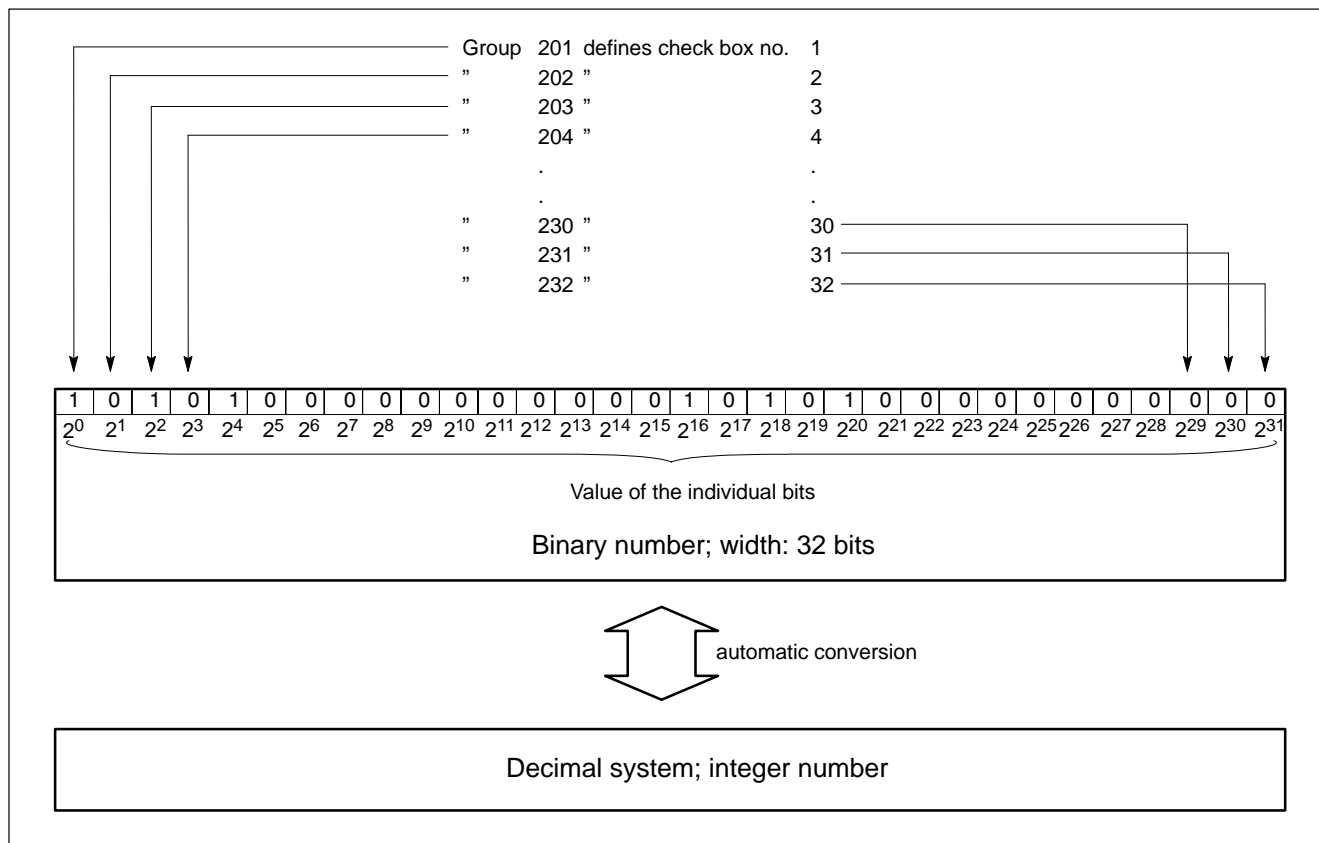 Group 201 defines check box no. 1
” 202 ” 2
” 203 ” 3
” 204 ” 4
. .
. .
” 230 ” 30
” 231 ” 31
” 232 ” 32
1 0 1 0 1 0 0 0 0 0 0 0 0 0 0 0 1 0 1 0 1 0 0 0 0 0 0 0 0 0 0 0
2⁰ 2¹ 2² 2³ 2⁴ 2⁵ 2⁶ 2⁷ 2⁸ 2⁹ 2¹⁰ 2¹¹ 2¹² 2¹³ 2¹⁴ 2¹⁵ 2¹⁶ 2¹⁷ 2¹⁸ 2¹⁹ 2²⁰ 2²¹ 2²² 2²³ 2²⁴ 2²⁵ 2²⁶ 2²⁷ 2²⁸ 2²⁹ 2³⁰ 2³¹
Value of the individual bits
Binary number; width: 32 bits
automatic conversion
Decimal system; integer number